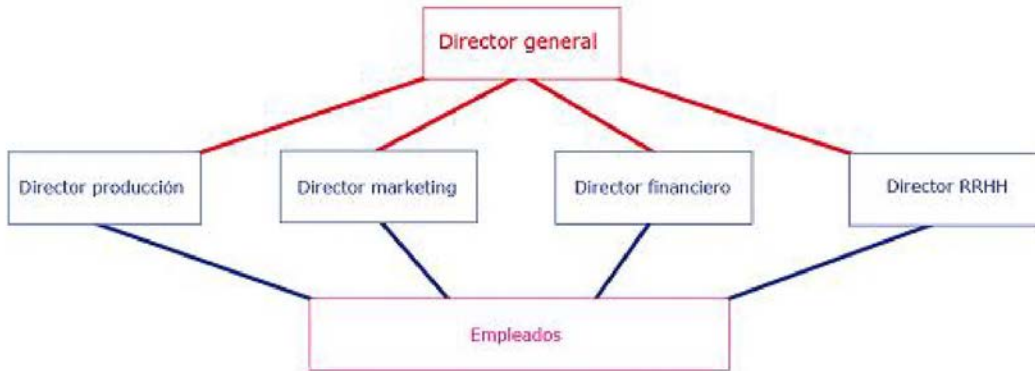 Director general
Director producción
Director marketing
Director financiero
Director RRHH
Empleados